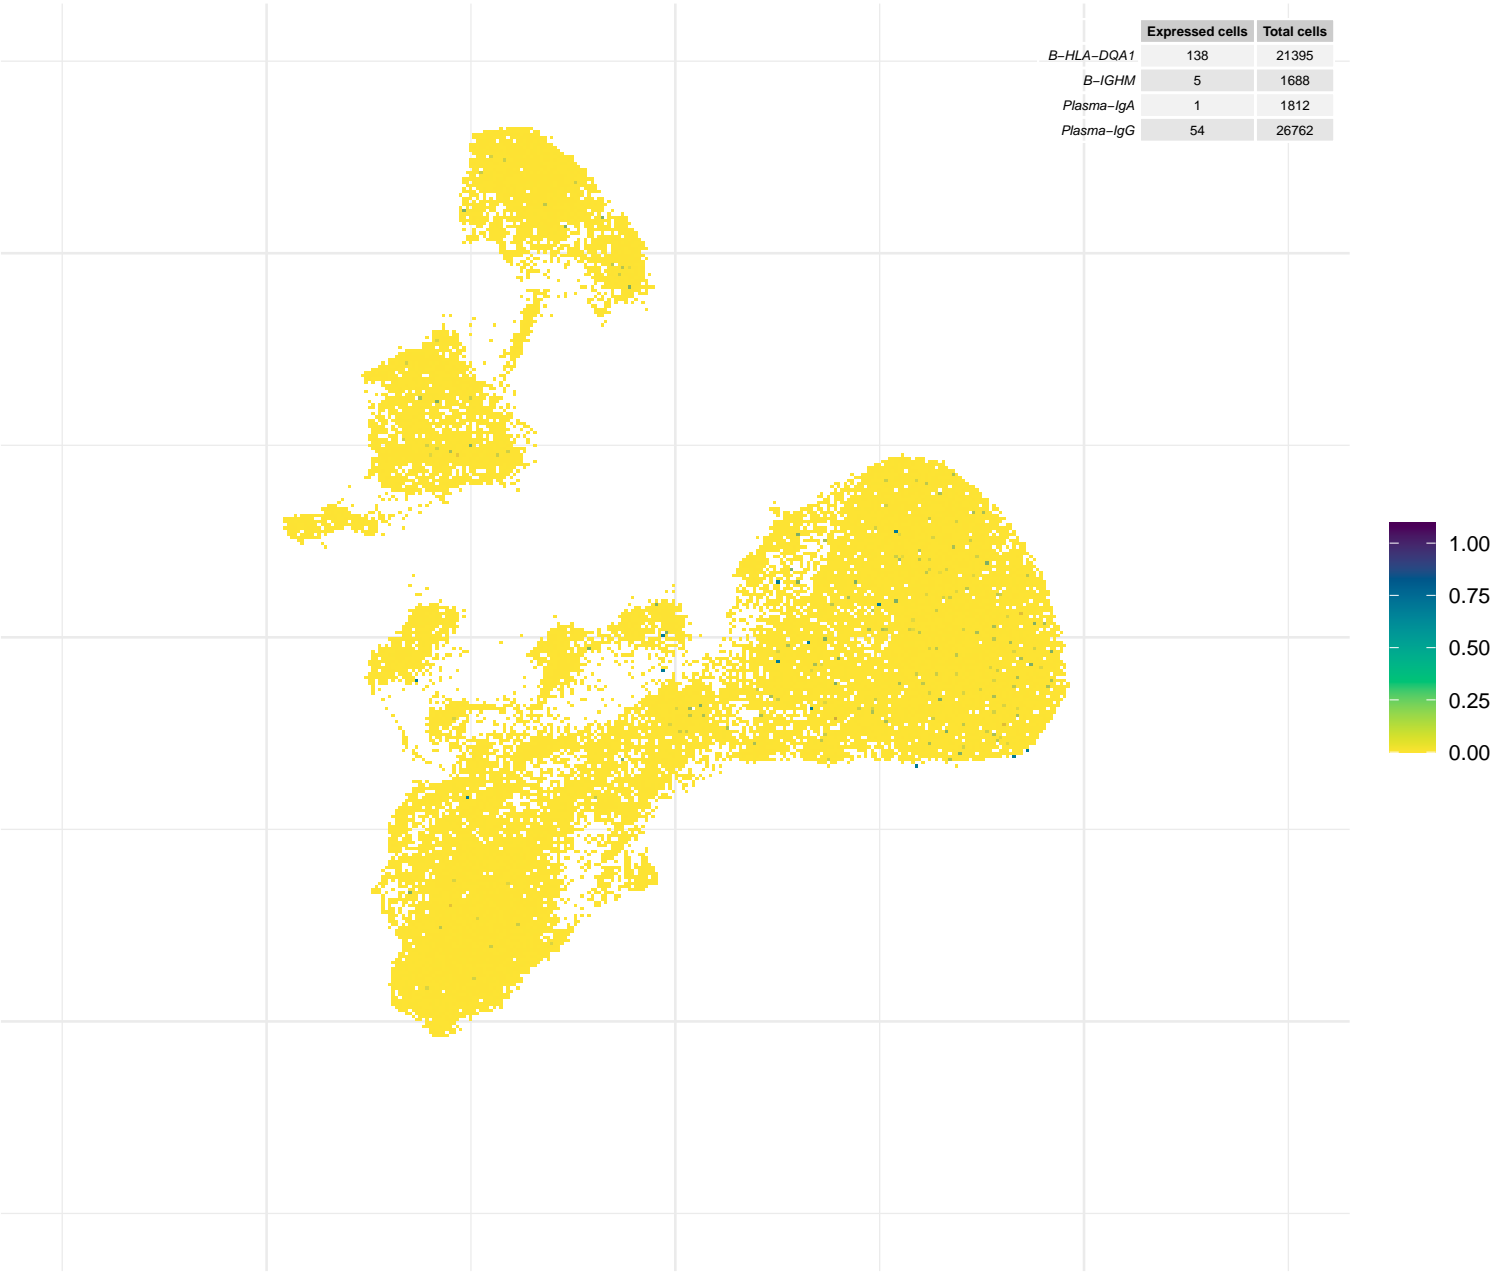 Expressed cells Total cells
B-HLA-DQA1 138 21395
B-IGHM 5 1688
Plasma-IgA 1 1812
Plasma-IgG 54 26762
1.00
0.75
0.50
0.25
0.00